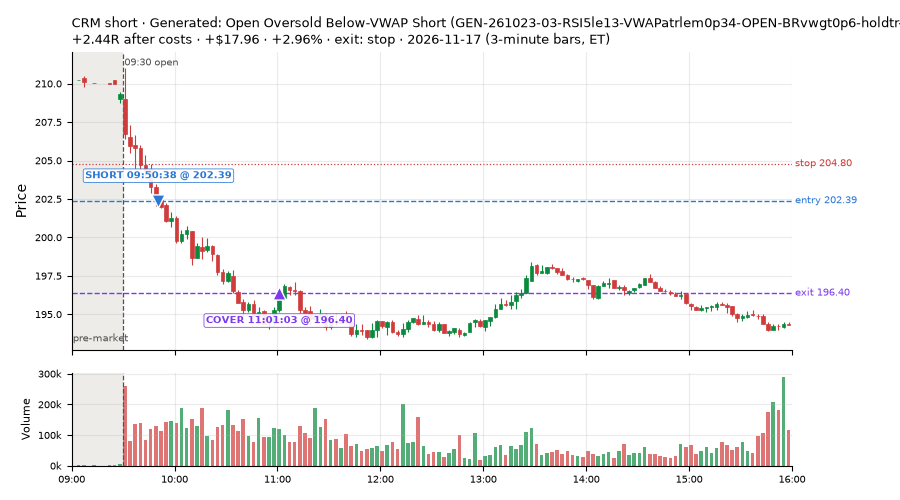 CRM short · Generated: Open Oversold Below-VWAP Short (GEN-261023-03-RSI5le13-VWAPatrlem0p34-OPEN-BRvwgt0p6-holdtr-
+2.44R after costs · +$17.96 · +2.96% · exit: stop · 2026-11-17 (3-minute bars, ET)
09:30 open
210.0
207.5
205.0
202.5
200.0
197.5
195.0
Price
stop 204.80
SHORT 09:50:38 @ 202.39
entry 202.39
exit 196.40
COVER 11:01:03 @ 196.40
pre-market
300k
200k
100k
0k
Volume
09:00
10:00
11:00
12:00
13:00
14:00
15:00
16:00